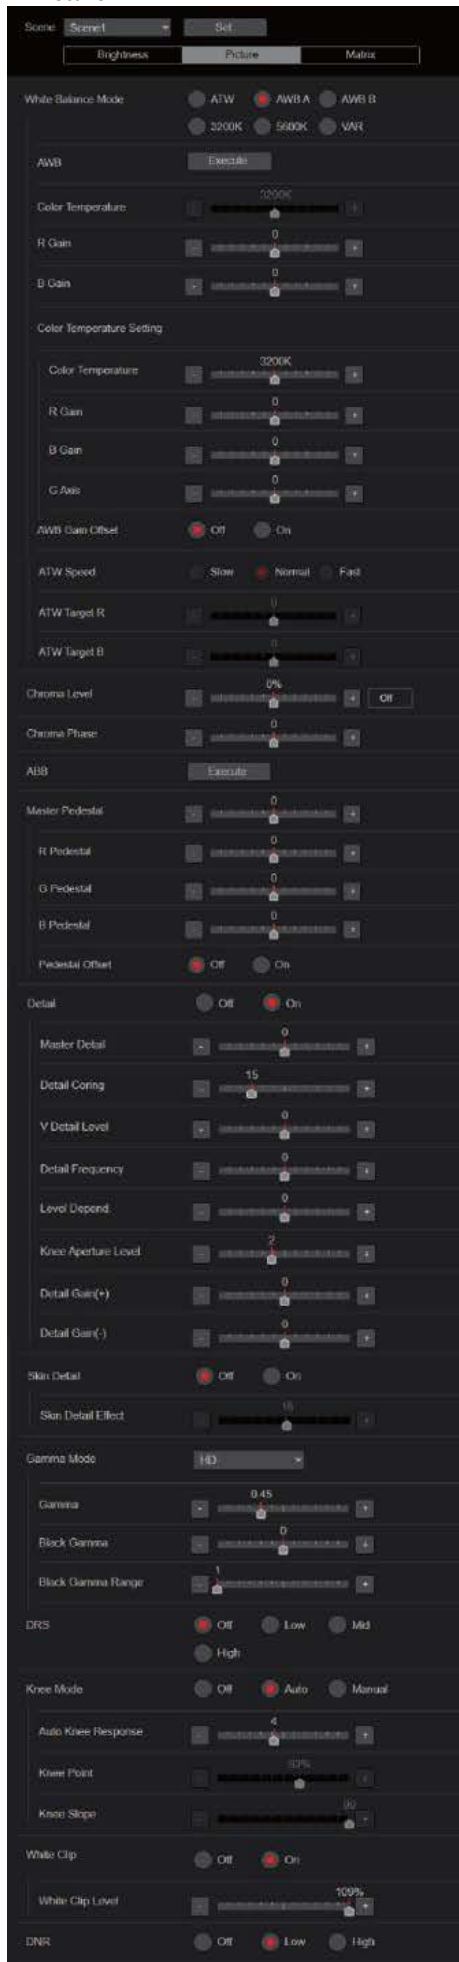 Scene Scene1 Set
Brightness Picture Matrix
White Balance Mode ATW AWB A AWB B
3200K 5600K VAR
AWB Execute
3200K
Color Temperature - +
0
R Gain - +
0
B Gain - +
Color Temperature Setting
3200K
Color Temperature - +
0
R Gain - +
0
B Gain - +
0
G Axis - +
AWB Gain Offset Off On
ATW Speed Slow Normal Fast
0
ATW Target R - +
0
ATW Target B - +
0%
Chroma Level - + Off
0
Chroma Phase - +
ABB Execute
0
Master Pedestal - +
0
R Pedestal - +
0
G Pedestal - +
0
B Pedestal - +
Pedestal Offset Off On
Detail Off On
0
Master Detail - +
15
Detail Coring - +
0
V Detail Level - +
0
Detail Frequency - +
0
Level Depend. - +
2
Knee Aperture Level - +
0
Detail Gain(+) - +
0
Detail Gain(-) - +
Skin Detail Off On
16
Skin Detail Effect - +
Gamma Mode HD
0.45
Gamma - +
0
Black Gamma - +
1
Black Gamma Range - +
DRS Off Low Mid
High
Knee Mode Off Auto Manual
4
Auto Knee Response - +
93%
Knee Point - +
99
Knee Slope - +
White Clip Off On
109%
White Clip Level - +
DNR Off Low High